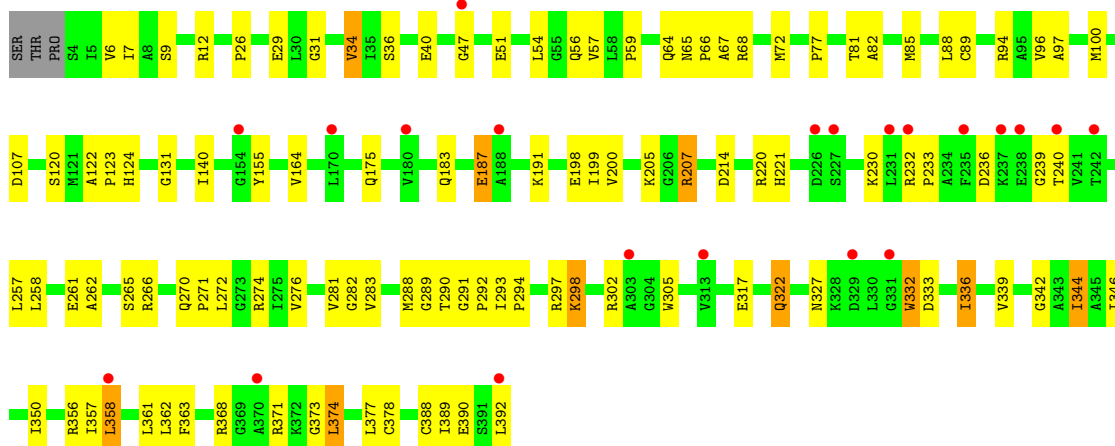 SER THR PRO S4 I5 V6 I7 A8 S9 R12 P26 E29 L30 G31 V34 I35 S36 E40 G47 E51 L54 G55 Q56 V57 L58 P59 Q64 N65 P66 A67 R68 M72 P77 T81 A82 M85 L88 C89 R94 A95 V96 A97 M100
D107 S120 M121 A122 P123 H124 G131 I140 G154 Y155 V164 L170 Q175 V180 Q183 E187 A188 K191 E198 I199 V200 K205 G206 R207 D214 R220 H221 D226 S227 K230 L231 R232 P233 A234 F235 D236 K237 E238 G239 T240 V241 T242
L257 L258 E261 A262 S265 R266 Q270 P271 L272 G273 R274 I275 V276 V281 G282 V283 M288 G289 T290 G291 P292 I293 P294 R297 K298 R302 A303 G304 W305 V313 E317 Q322 N327 K328 D329 L330 G331 W332 D333 I336 V339 G342 A343 I344 A345 I346
I350 R356 I357 L358 L361 L362 F363 R368 G369 A370 R371 K372 G373 L374 L377 C378 C388 I389 E390 S391 L392